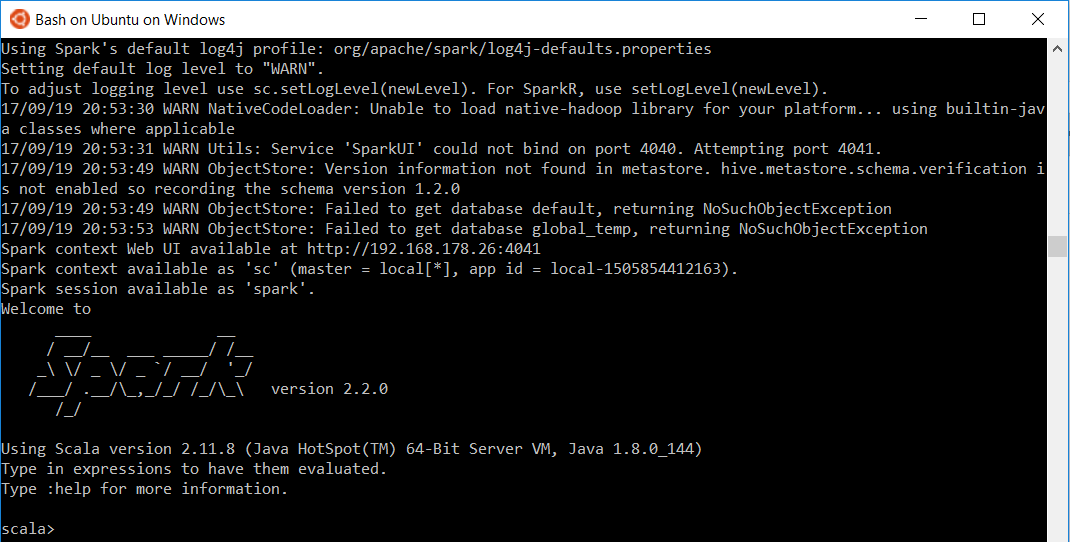 Bash on Ubuntu on Windows
Using Spark's default log4j profile: org/apache/spark/log4j-defaults.properties
Setting default log level to "WARN".
To adjust logging level use sc.setLogLevel(newLevel). For SparkR, use setLogLevel(newLevel).
17/09/19 20:53:30 WARN NativeCodeLoader: Unable to load native-hadoop library for your platform... using builtin-jav
a classes where applicable
17/09/19 20:53:31 WARN Utils: Service 'SparkUI' could not bind on port 4040. Attempting port 4041.
17/09/19 20:53:49 WARN ObjectStore: Version information not found in metastore. hive.metastore.schema.verification i
s not enabled so recording the schema version 1.2.0
17/09/19 20:53:49 WARN ObjectStore: Failed to get database default, returning NoSuchObjectException
17/09/19 20:53:53 WARN ObjectStore: Failed to get database global_temp, returning NoSuchObjectException
Spark context Web UI available at http://192.168.178.26:4041
Spark context available as 'sc' (master = local[*], app id = local-1505854412163).
Spark session available as 'spark'.
Welcome to
      ____              __
     / __/__  ___ _____/ /__
    _\ \/ _ \/ _ `/ __/  '_/
   /___/ .__/\_,_/_/ /_/\_\   version 2.2.0
      /_/
Using Scala version 2.11.8 (Java HotSpot(TM) 64-Bit Server VM, Java 1.8.0_144)
Type in expressions to have them evaluated.
Type :help for more information.
scala>